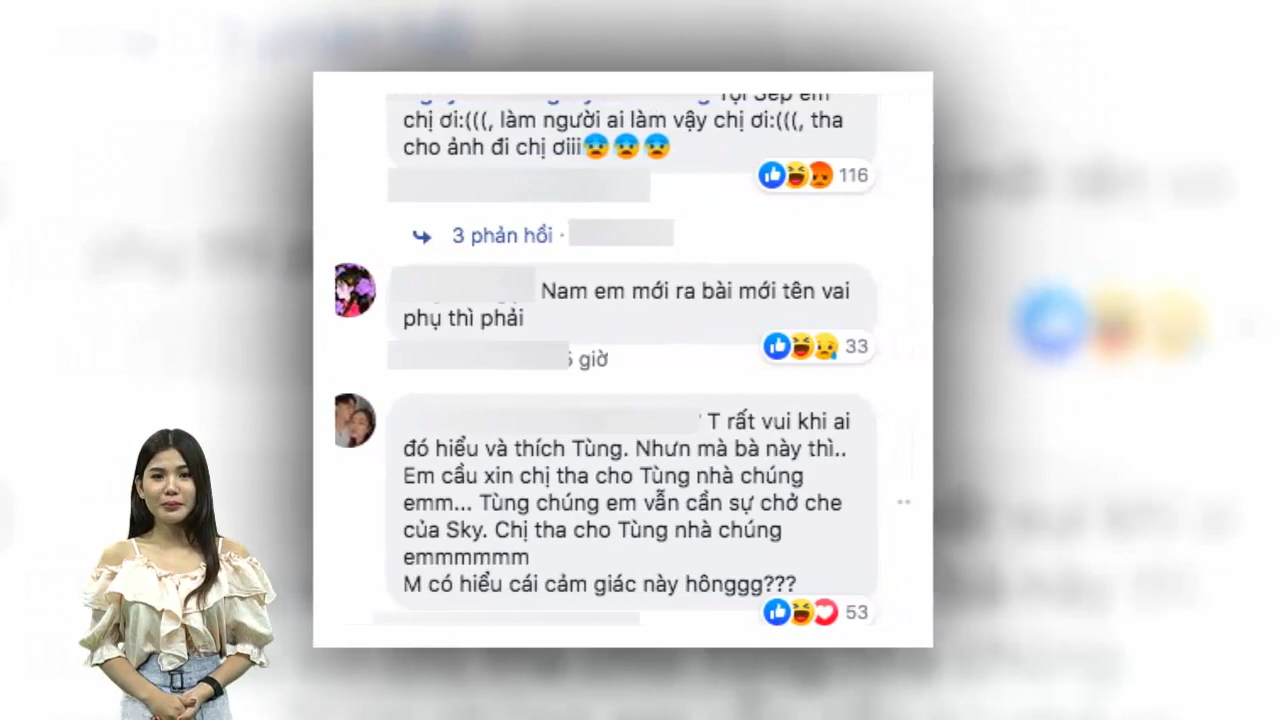 chị ơi:(((, làm người ai làm vậy chị ơi:(((, tha
cho ảnh đi chị ơiii😰😰😰
116
3 phản hồi ·
Nam em mới ra bài mới tên vai
phụ thì phải
giờ
33
T rất vui khi ai
đó hiểu và thích Tùng. Nhưn mà bà này thì..
Em cầu xin chị tha cho Tùng nhà chúng
emm... Tùng chúng em vẫn cần sự chở che
của Sky. Chị tha cho Tùng nhà chúng
emmmmmm
M có hiểu cái cảm giác này hônggg???
53